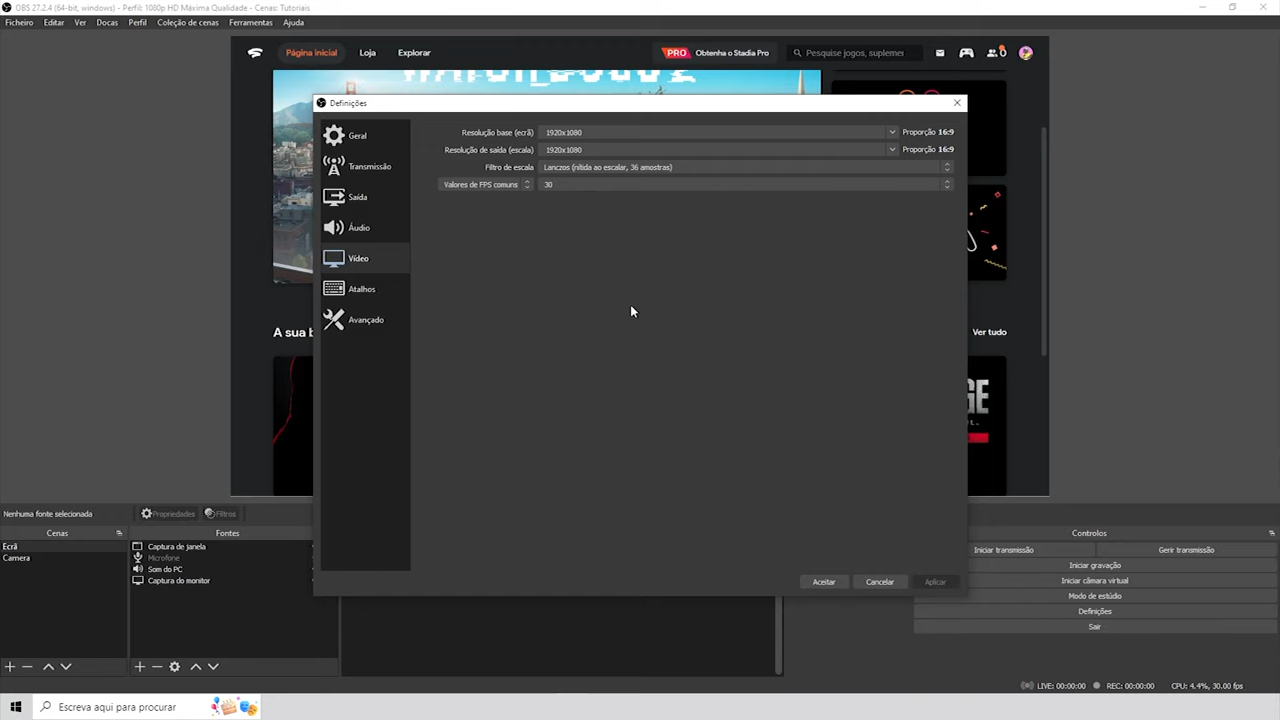 OBS 27.2.4 (64-bit, windows) - Perfil: 1080p HD Máxima Qualidade - Cenas: Tutoriais
Ficheiro Editar Ver Docas Perfil Coleção de cenas Ferramentas Ajuda
Página inicial Loja Explorar PRO Obtenha o Stadia Pro Pesquise jogos, suplemer 0
Definições
Geral
Transmissão
Saída
Áudio
Vídeo
Atalhos
Avançado
Resolução base (ecrã) 1920x1080 Proporção 16:9
Resolução de saída (escala) 1920x1080 Proporção 16:9
Filtro de escala Lanczos (nítida ao escalar, 36 amostras)
Valores de FPS comuns 30
A sua b Ver tudo
Aceitar Cancelar Aplicar
Nenhuma fonte selecionada Propriedades Filtros
Cenas
Ecrã
Camera
Fontes
Captura de janela
Microfone
Som do PC
Captura do monitor
Controlos
Iniciar transmissão Gerir transmissão
Iniciar gravação
Iniciar câmara virtual
Modo de estúdio
Definições
Sair
LIVE: 00:00:00 REC: 00:00:00 CPU: 4.4%, 30.00 fps
Escreva aqui para procurar